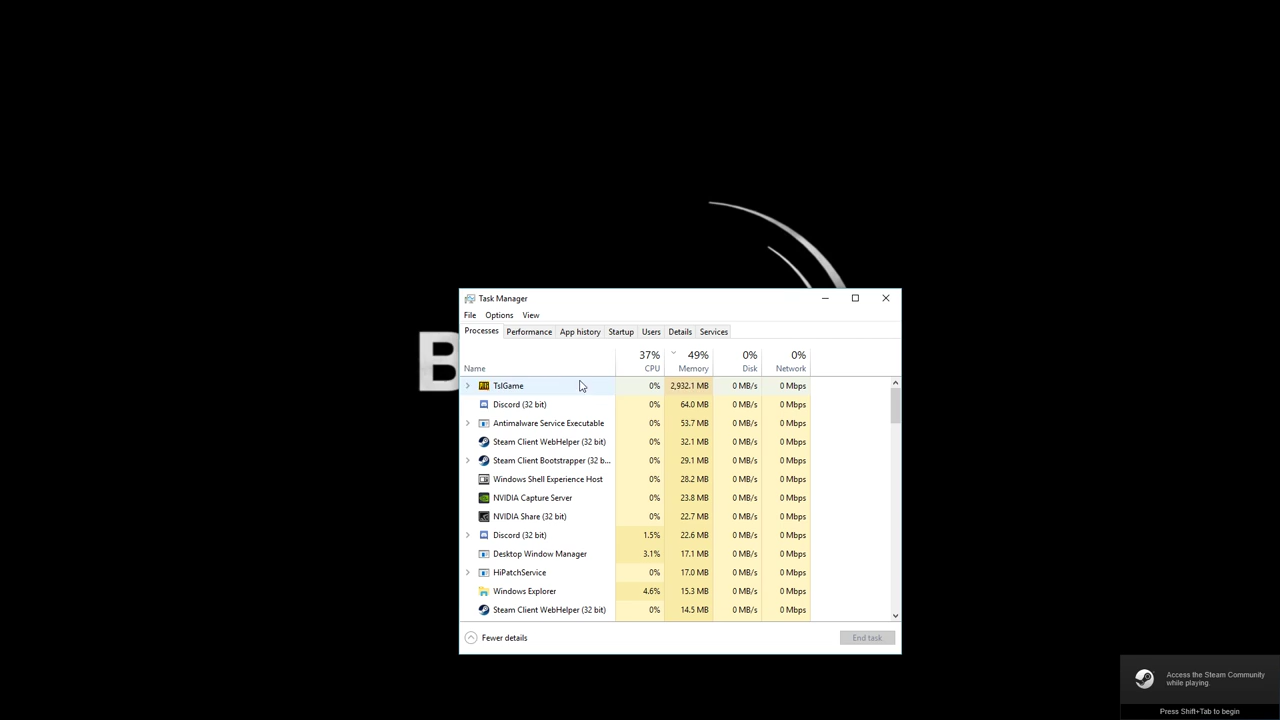 B
Task Manager
File Options View
Processes Performance App history Startup Users Details Services
37% 49% 0% 0%
Name CPU Memory Disk Network
TslGame 0% 2,932.1 MB 0 MB/s 0 Mbps
Discord (32 bit) 0% 64.0 MB 0 MB/s 0 Mbps
Antimalware Service Executable 0% 53.7 MB 0 MB/s 0 Mbps
Steam Client WebHelper (32 bit) 0% 32.1 MB 0 MB/s 0 Mbps
Steam Client Bootstrapper (32 b... 0% 29.1 MB 0 MB/s 0 Mbps
Windows Shell Experience Host 0% 28.2 MB 0 MB/s 0 Mbps
NVIDIA Capture Server 0% 23.8 MB 0 MB/s 0 Mbps
NVIDIA Share (32 bit) 0% 22.7 MB 0 MB/s 0 Mbps
Discord (32 bit) 1.5% 22.6 MB 0 MB/s 0 Mbps
Desktop Window Manager 3.1% 17.1 MB 0 MB/s 0 Mbps
HiPatchService 0% 17.0 MB 0 MB/s 0 Mbps
Windows Explorer 4.6% 15.3 MB 0 MB/s 0 Mbps
Steam Client WebHelper (32 bit) 0% 14.5 MB 0 MB/s 0 Mbps
Fewer details End task
Access the Steam Community
while playing.
Press Shift+Tab to begin